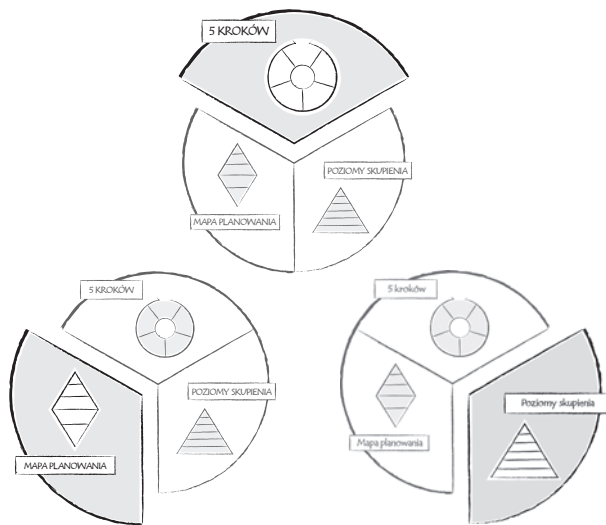 5 KROKÓW
POZIOMY SKUPIENIA
MAPA PLANOWANIA
5 KROKÓW
POZIOMY SKUPIENIA
MAPA PLANOWANIA
5 kroków
Poziomy skupienia
Mapa planowania